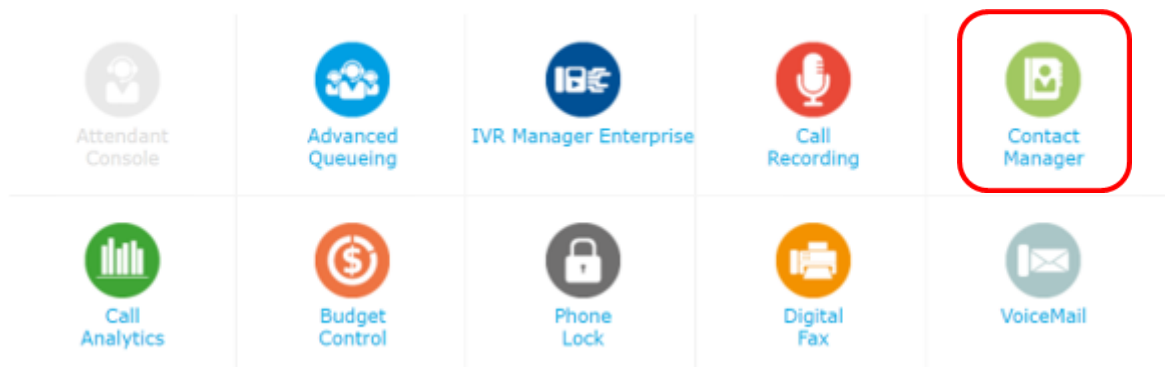 Attendant
Console
Advanced
Queueing
IVR Manager Enterprise
Call
Recording
Contact
Manager
Call
Analytics
Budget
Control
Phone
Lock
Digital
Fax
VoiceMail